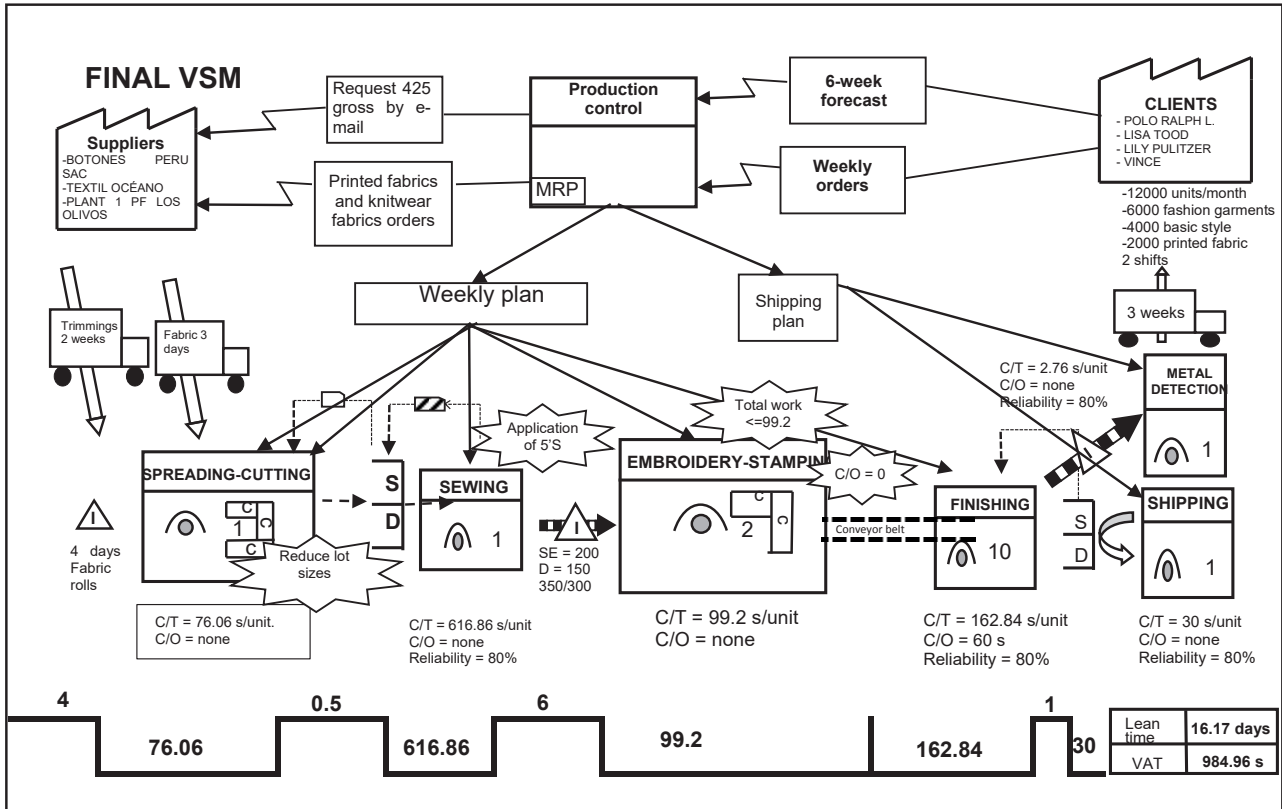 FINAL VSM
Request 425
gross by e-
mail
Production
control
6-week
forecast
CLIENTS
- POLO RALPH L.
- LISA TOOD
- LILY PULITZER
- VINCE
Suppliers
-BOTONES PERU
SAC
-TEXTIL OCÉANO
-PLANT 1 PF LOS
OLIVOS
Printed fabrics
and knitwear
fabrics orders
MRP
Weekly
orders
-12000 units/month
-6000 fashion garments
-4000 basic style
-2000 printed fabric
2 shifts
Weekly plan
Shipping
plan
3 weeks
Trimmings
2 weeks
Fabric 3
days
C/T = 2.76 s/unit
C/O = none
Reliability = 80%
METAL
DETECTION
1
Total work
<=99.2
Application
of 5'S
C/O = 0
SPREADING-CUTTING
C
1
C
C
Reduce lot
sizes
S
D
SEWING
1
I
SE = 200
D = 150
350/300
EMBROIDERY-STAMPIN
2
C
C
Conveyor belt
FINISHING
10
I
S
D
SHIPPING
1
I
4 days
Fabric
rolls
C/T = 76.06 s/unit.
C/O = none
C/T = 616.86 s/unit
C/O = none
Reliability = 80%
C/T = 99.2 s/unit
C/O = none
C/T = 162.84 s/unit
C/O = 60 s
Reliability = 80%
C/T = 30 s/unit
C/O = none
Reliability = 80%
4
0.5
6
1
76.06
616.86
99.2
162.84
30
Lean
time
16.17 days
VAT
984.96 s